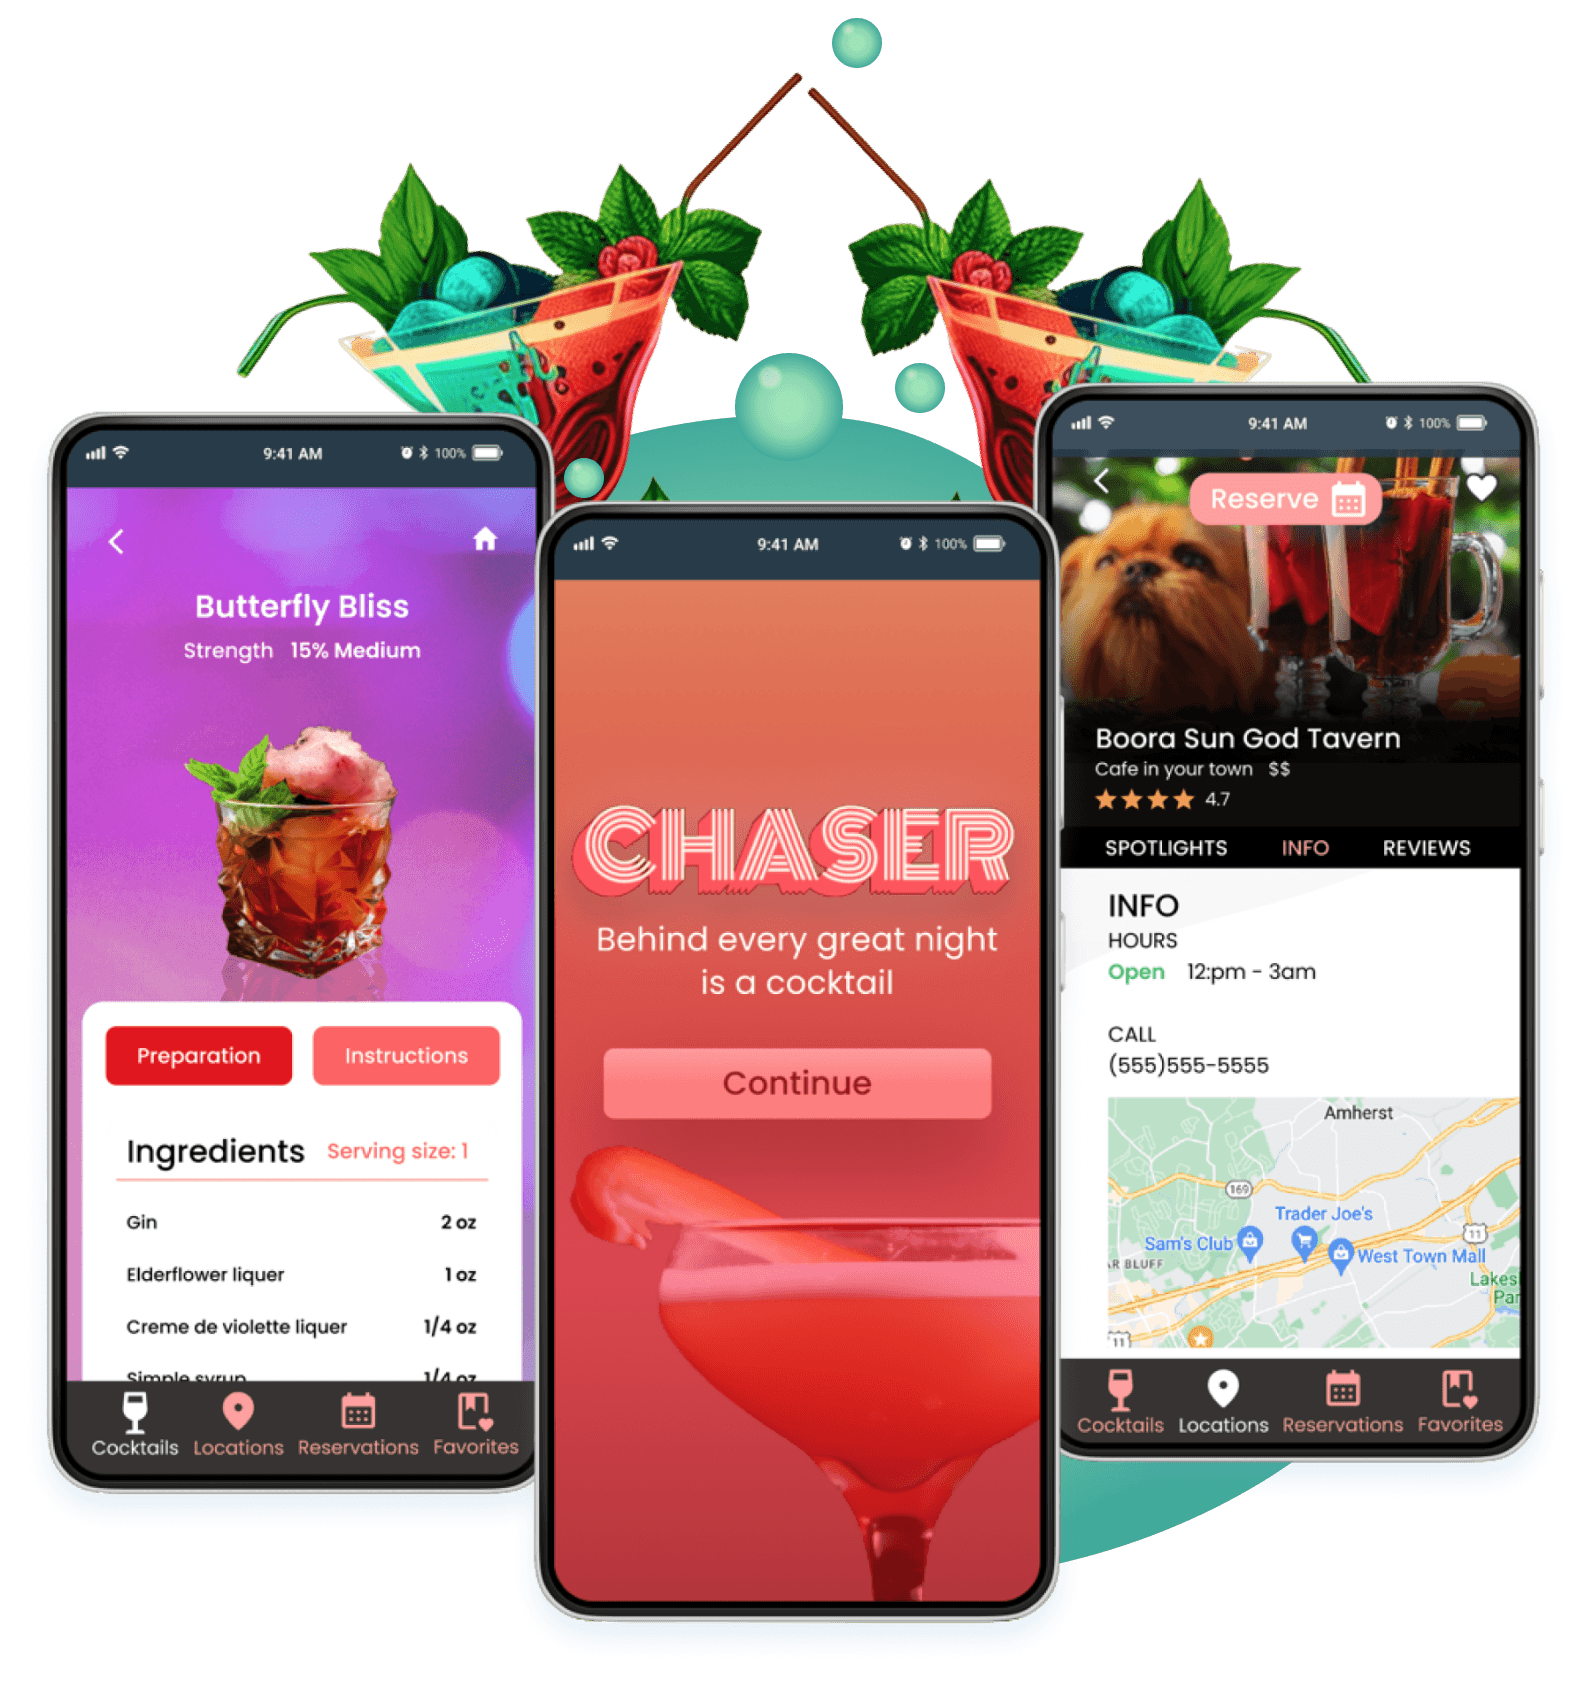 9:41 AM
100%
Butterfly Bliss
Strength 15% Medium
Preparation
Instructions
Ingredients
Serving size: 1
Gin 2 oz
Elderflower liquer 1 oz
Creme de violette liquer 1/4 oz
Simple syrup 1/4 oz
Cocktails
Locations
Reservations
Favorites
9:41 AM
100%
CHASER
Behind every great night
is a cocktail
Continue
9:41 AM
100%
Reserve
Boora Sun God Tavern
Cafe in your town $$
4.7
SPOTLIGHTS
INFO
REVIEWS
INFO
HOURS
Open 12:pm - 3am
CALL
(555)555-5555
Amherst
169
Trader Joe's
11
Sam's Club
West Town Mall
AR BLUFF
Lakes
Par
11
Cocktails
Locations
Reservations
Favorites